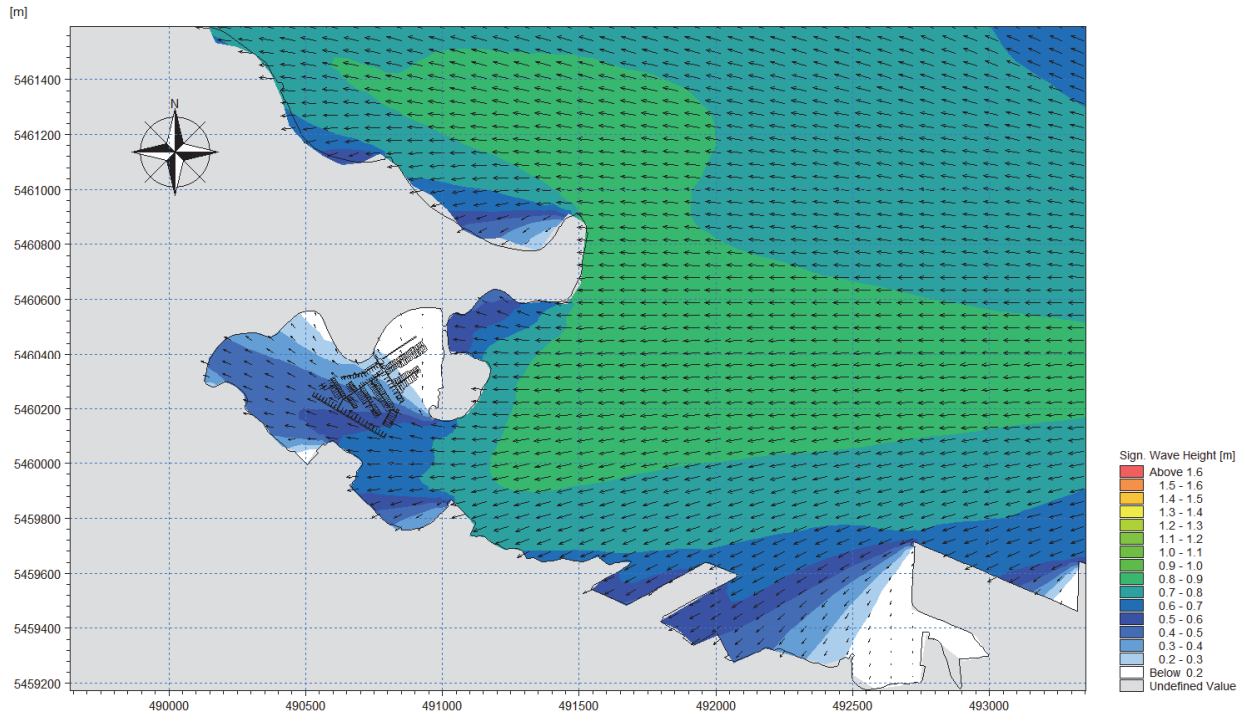 [m]
5461400
5461200
5461000
5460800
5460600
5460400
5460200
5460000
5459800
5459600
5459400
5459200
N
490000 490500 491000 491500 492000 492500 493000
Sign. Wave Height [m]
Above 1.6
1.5 - 1.6
1.4 - 1.5
1.3 - 1.4
1.2 - 1.3
1.1 - 1.2
1.0 - 1.1
0.9 - 1.0
0.8 - 0.9
0.7 - 0.8
0.6 - 0.7
0.5 - 0.6
0.4 - 0.5
0.3 - 0.4
0.2 - 0.3
Below 0.2
Undefined Value